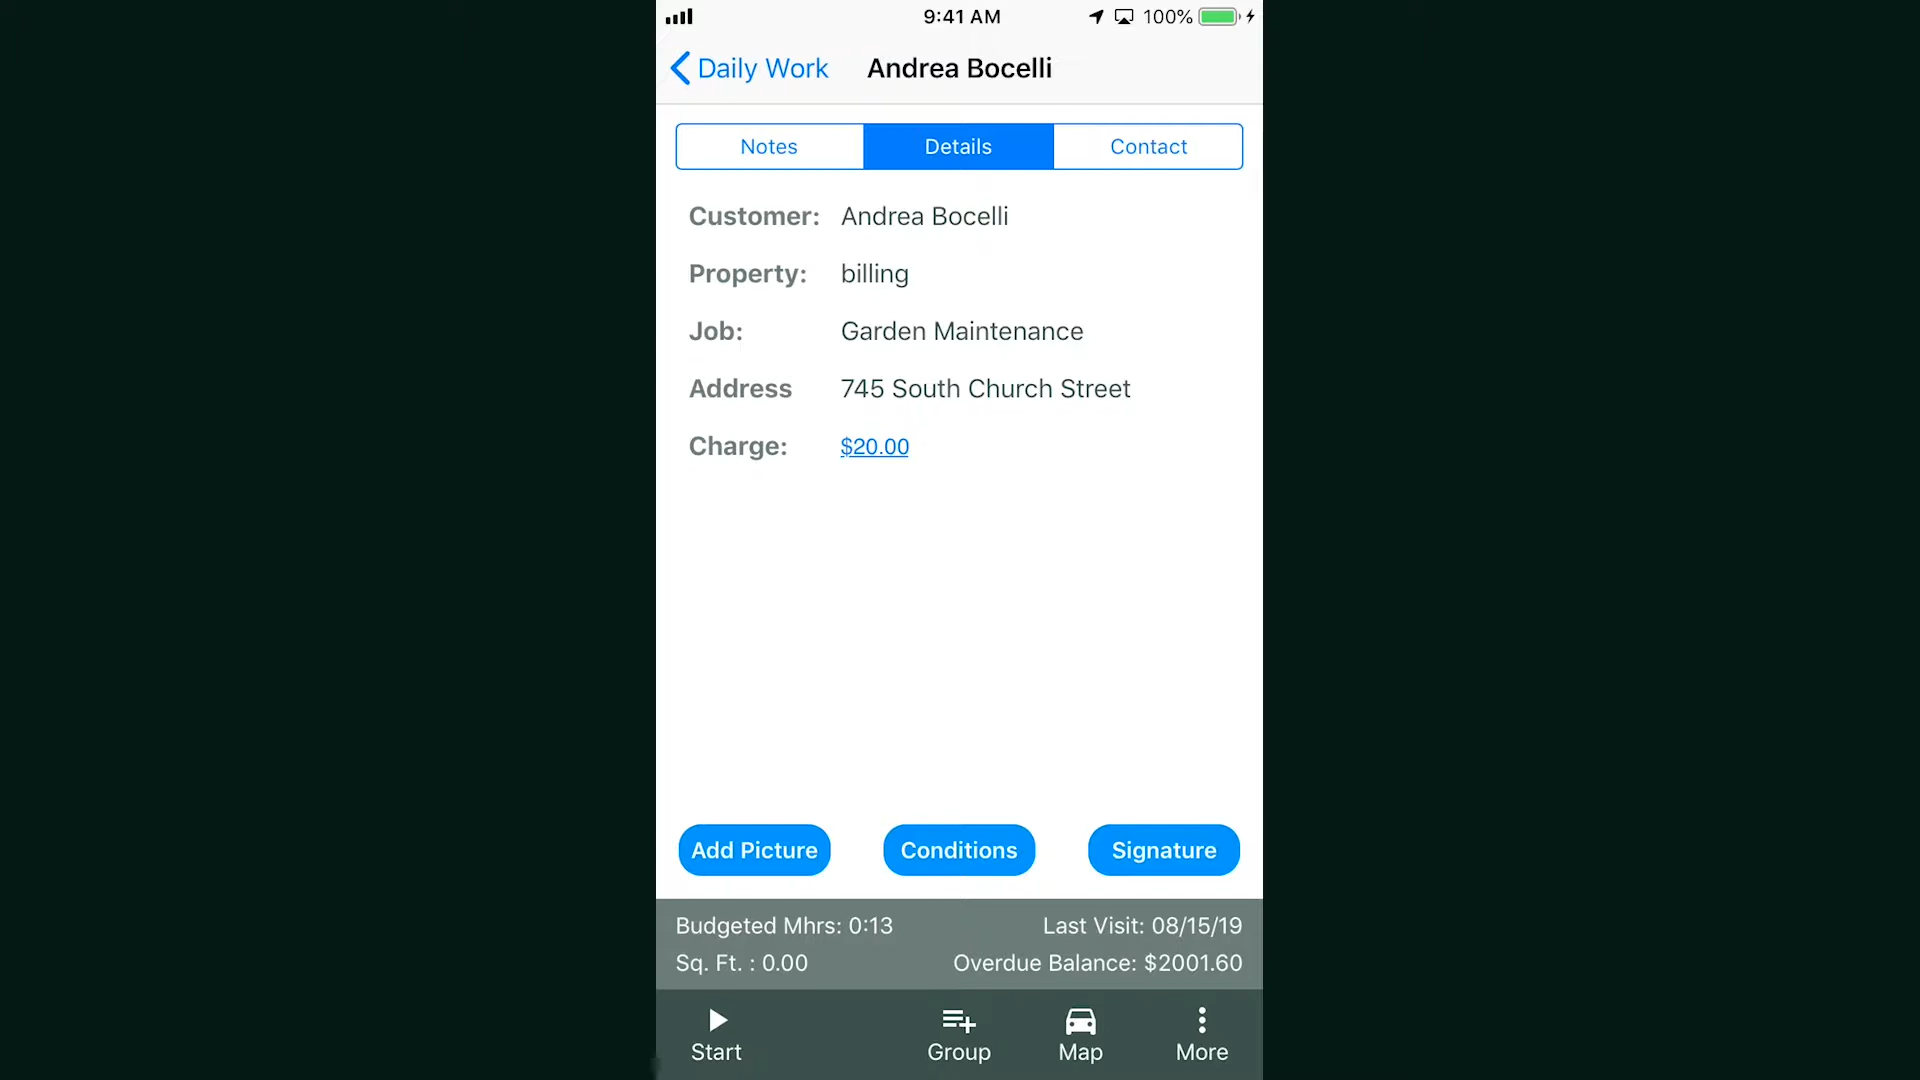 9:41 AM
100%
Daily Work
Andrea Bocelli
Notes
Details
Contact
Customer: Andrea Bocelli
Property: billing
Job: Garden Maintenance
Address 745 South Church Street
Charge: $20.00
Add Picture
Conditions
Signature
Budgeted Mhrs: 0:13
Last Visit: 08/15/19
Sq. Ft. : 0.00
Overdue Balance: $2001.60
Start
Group
Map
More